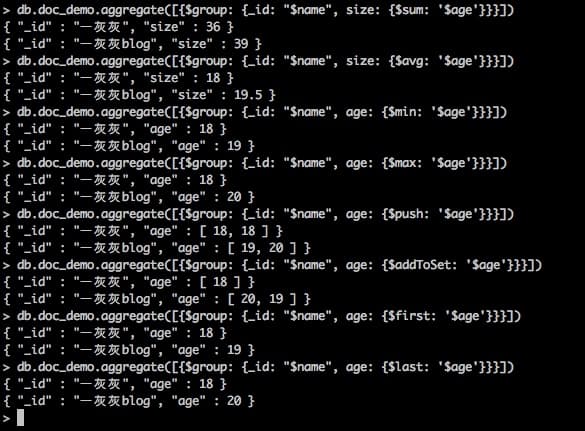 > db.doc_demo.aggregate([{$group: {_id: "$name", size: {$sum: '$age'}}}])
{ "_id" : "一灰灰", "size" : 36 }
{ "_id" : "一灰灰blog", "size" : 39 }
> db.doc_demo.aggregate([{$group: {_id: "$name", size: {$avg: '$age'}}}])
{ "_id" : "一灰灰", "size" : 18 }
{ "_id" : "一灰灰blog", "size" : 19.5 }
> db.doc_demo.aggregate([{$group: {_id: "$name", age: {$min: '$age'}}}])
{ "_id" : "一灰灰", "age" : 18 }
{ "_id" : "一灰灰blog", "age" : 19 }
> db.doc_demo.aggregate([{$group: {_id: "$name", age: {$max: '$age'}}}])
{ "_id" : "一灰灰", "age" : 18 }
{ "_id" : "一灰灰blog", "age" : 20 }
> db.doc_demo.aggregate([{$group: {_id: "$name", age: {$push: '$age'}}}])
{ "_id" : "一灰灰", "age" : [ 18, 18 ] }
{ "_id" : "一灰灰blog", "age" : [ 19, 20 ] }
> db.doc_demo.aggregate([{$group: {_id: "$name", age: {$addToSet: '$age'}}}])
{ "_id" : "一灰灰", "age" : [ 18 ] }
{ "_id" : "一灰灰blog", "age" : [ 20, 19 ] }
> db.doc_demo.aggregate([{$group: {_id: "$name", age: {$first: '$age'}}}])
{ "_id" : "一灰灰", "age" : 18 }
{ "_id" : "一灰灰blog", "age" : 19 }
> db.doc_demo.aggregate([{$group: {_id: "$name", age: {$last: '$age'}}}])
{ "_id" : "一灰灰", "age" : 18 }
{ "_id" : "一灰灰blog", "age" : 20 }
>